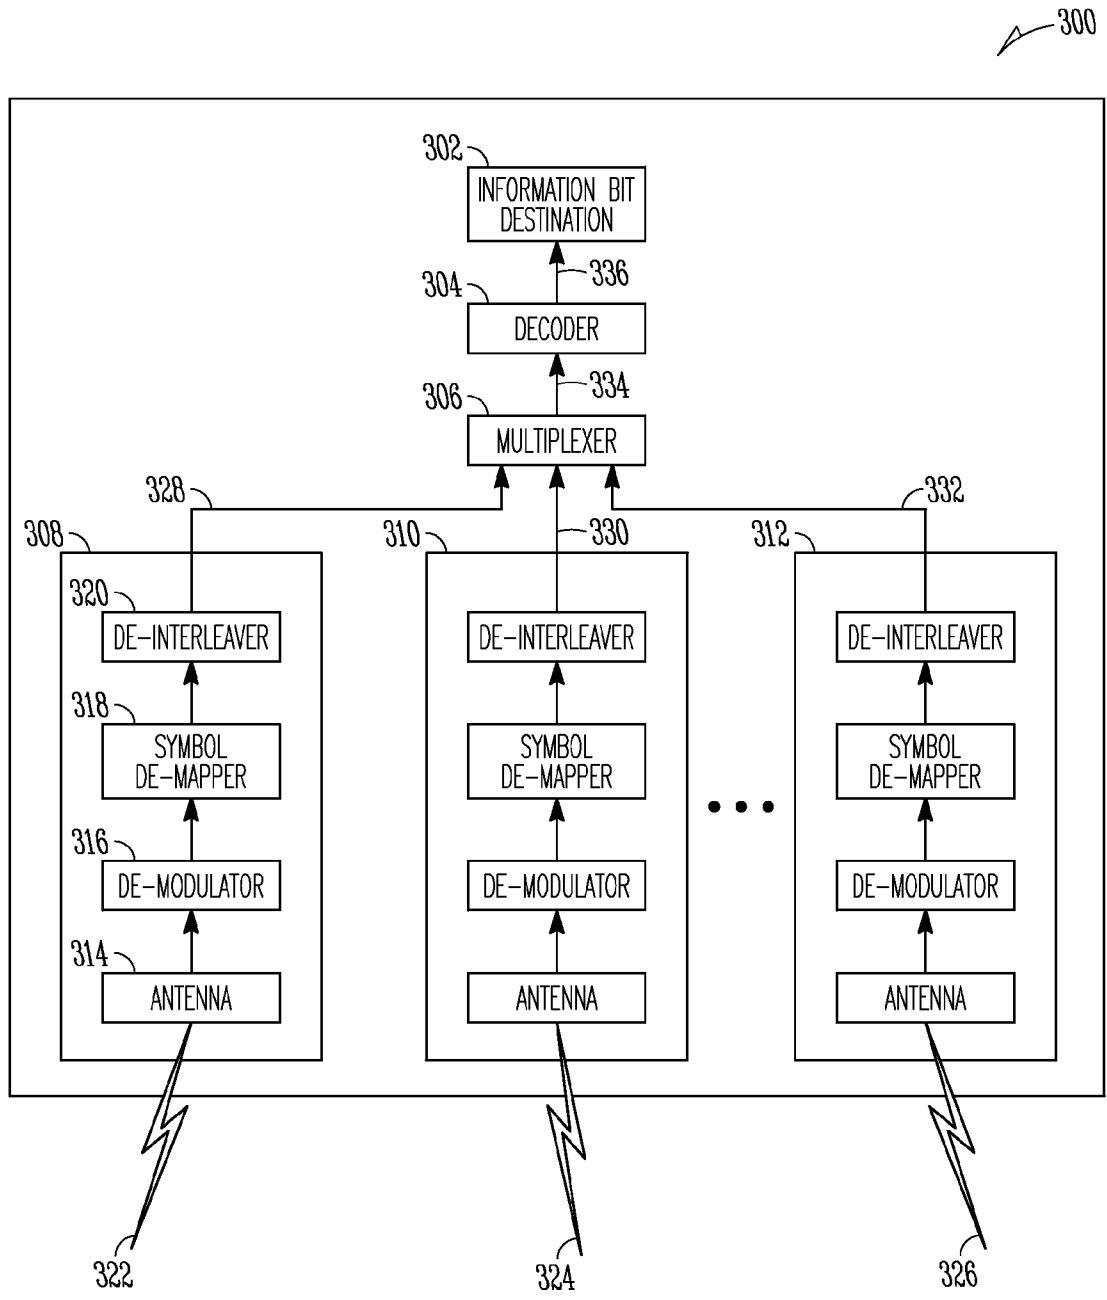 300
302
INFORMATION BIT
DESTINATION
336
304
DECODER
334
306
MULTIPLEXER
328
332
308
310
330
312
320
DE-INTERLEAVER
DE-INTERLEAVER
DE-INTERLEAVER
318
SYMBOL
DE-MAPPER
SYMBOL
DE-MAPPER
SYMBOL
DE-MAPPER
316
DE-MODULATOR
DE-MODULATOR
DE-MODULATOR
314
ANTENNA
ANTENNA
ANTENNA
322
324
326